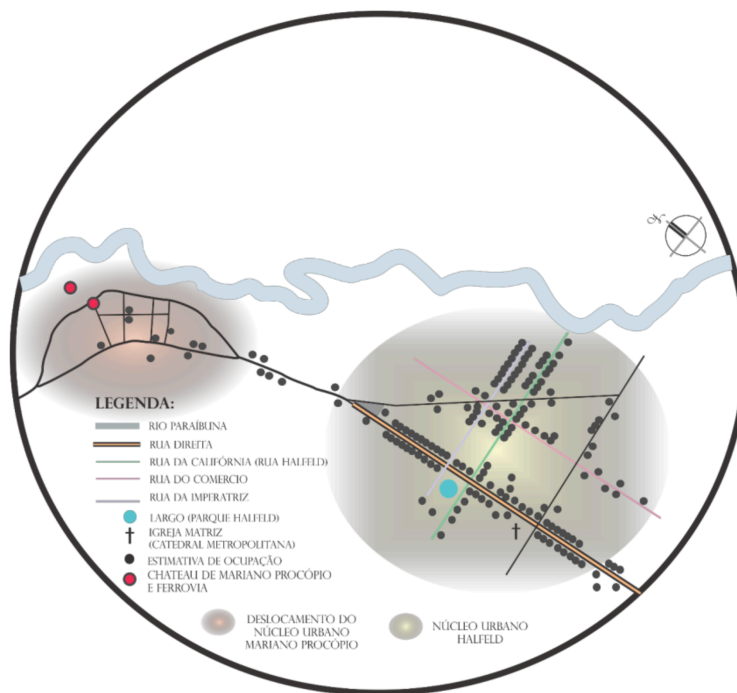 N
LEGENDA:
RIO PARAÍBUNA
RUA DIREITA
RUA DA CALIFÓRNIA (RUA HALFELD)
RUA DO COMERCIO
RUA DA IMPERATRIZ
LARGO (PARQUE HALFELD)
IGREJA MATRIZ
(CATEDRAL METROPOLITANA)
ESTIMATIVA DE OCUPAÇÃO
CHATEAU DE MARIANO PROCÓPIO
E FERROVIA
DESLOCAMENTO DO
NÚCLEO URBANO
MARIANO PROCÓPIO
NÚCLEO URBANO
HALFELD